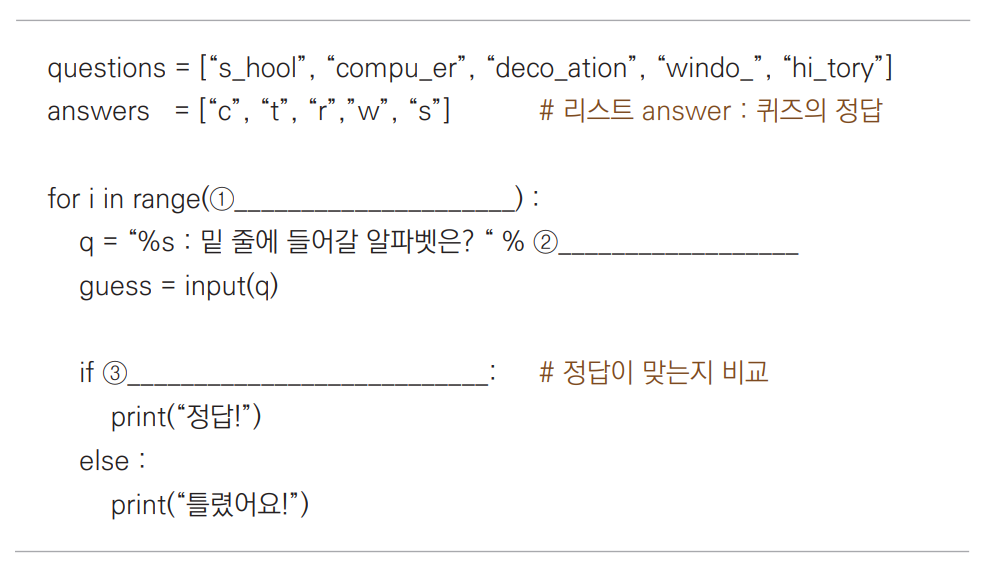 questions = [“s_hool”, “compu_er”, “deco_ation”, “windo_”, “hi_tory”]
answers = [“c”, “t”, “r”,”w”, “s”] # 리스트 answer : 퀴즈의 정답
for i in range(①_____________________) :
q = “%s : 밑 줄에 들어갈 알파벳은? “ % ②__________________
guess = input(q)
if ③___________________________: # 정답이 맞는지 비교
print(“정답!”)
else :
print(“틀렸어요!”)